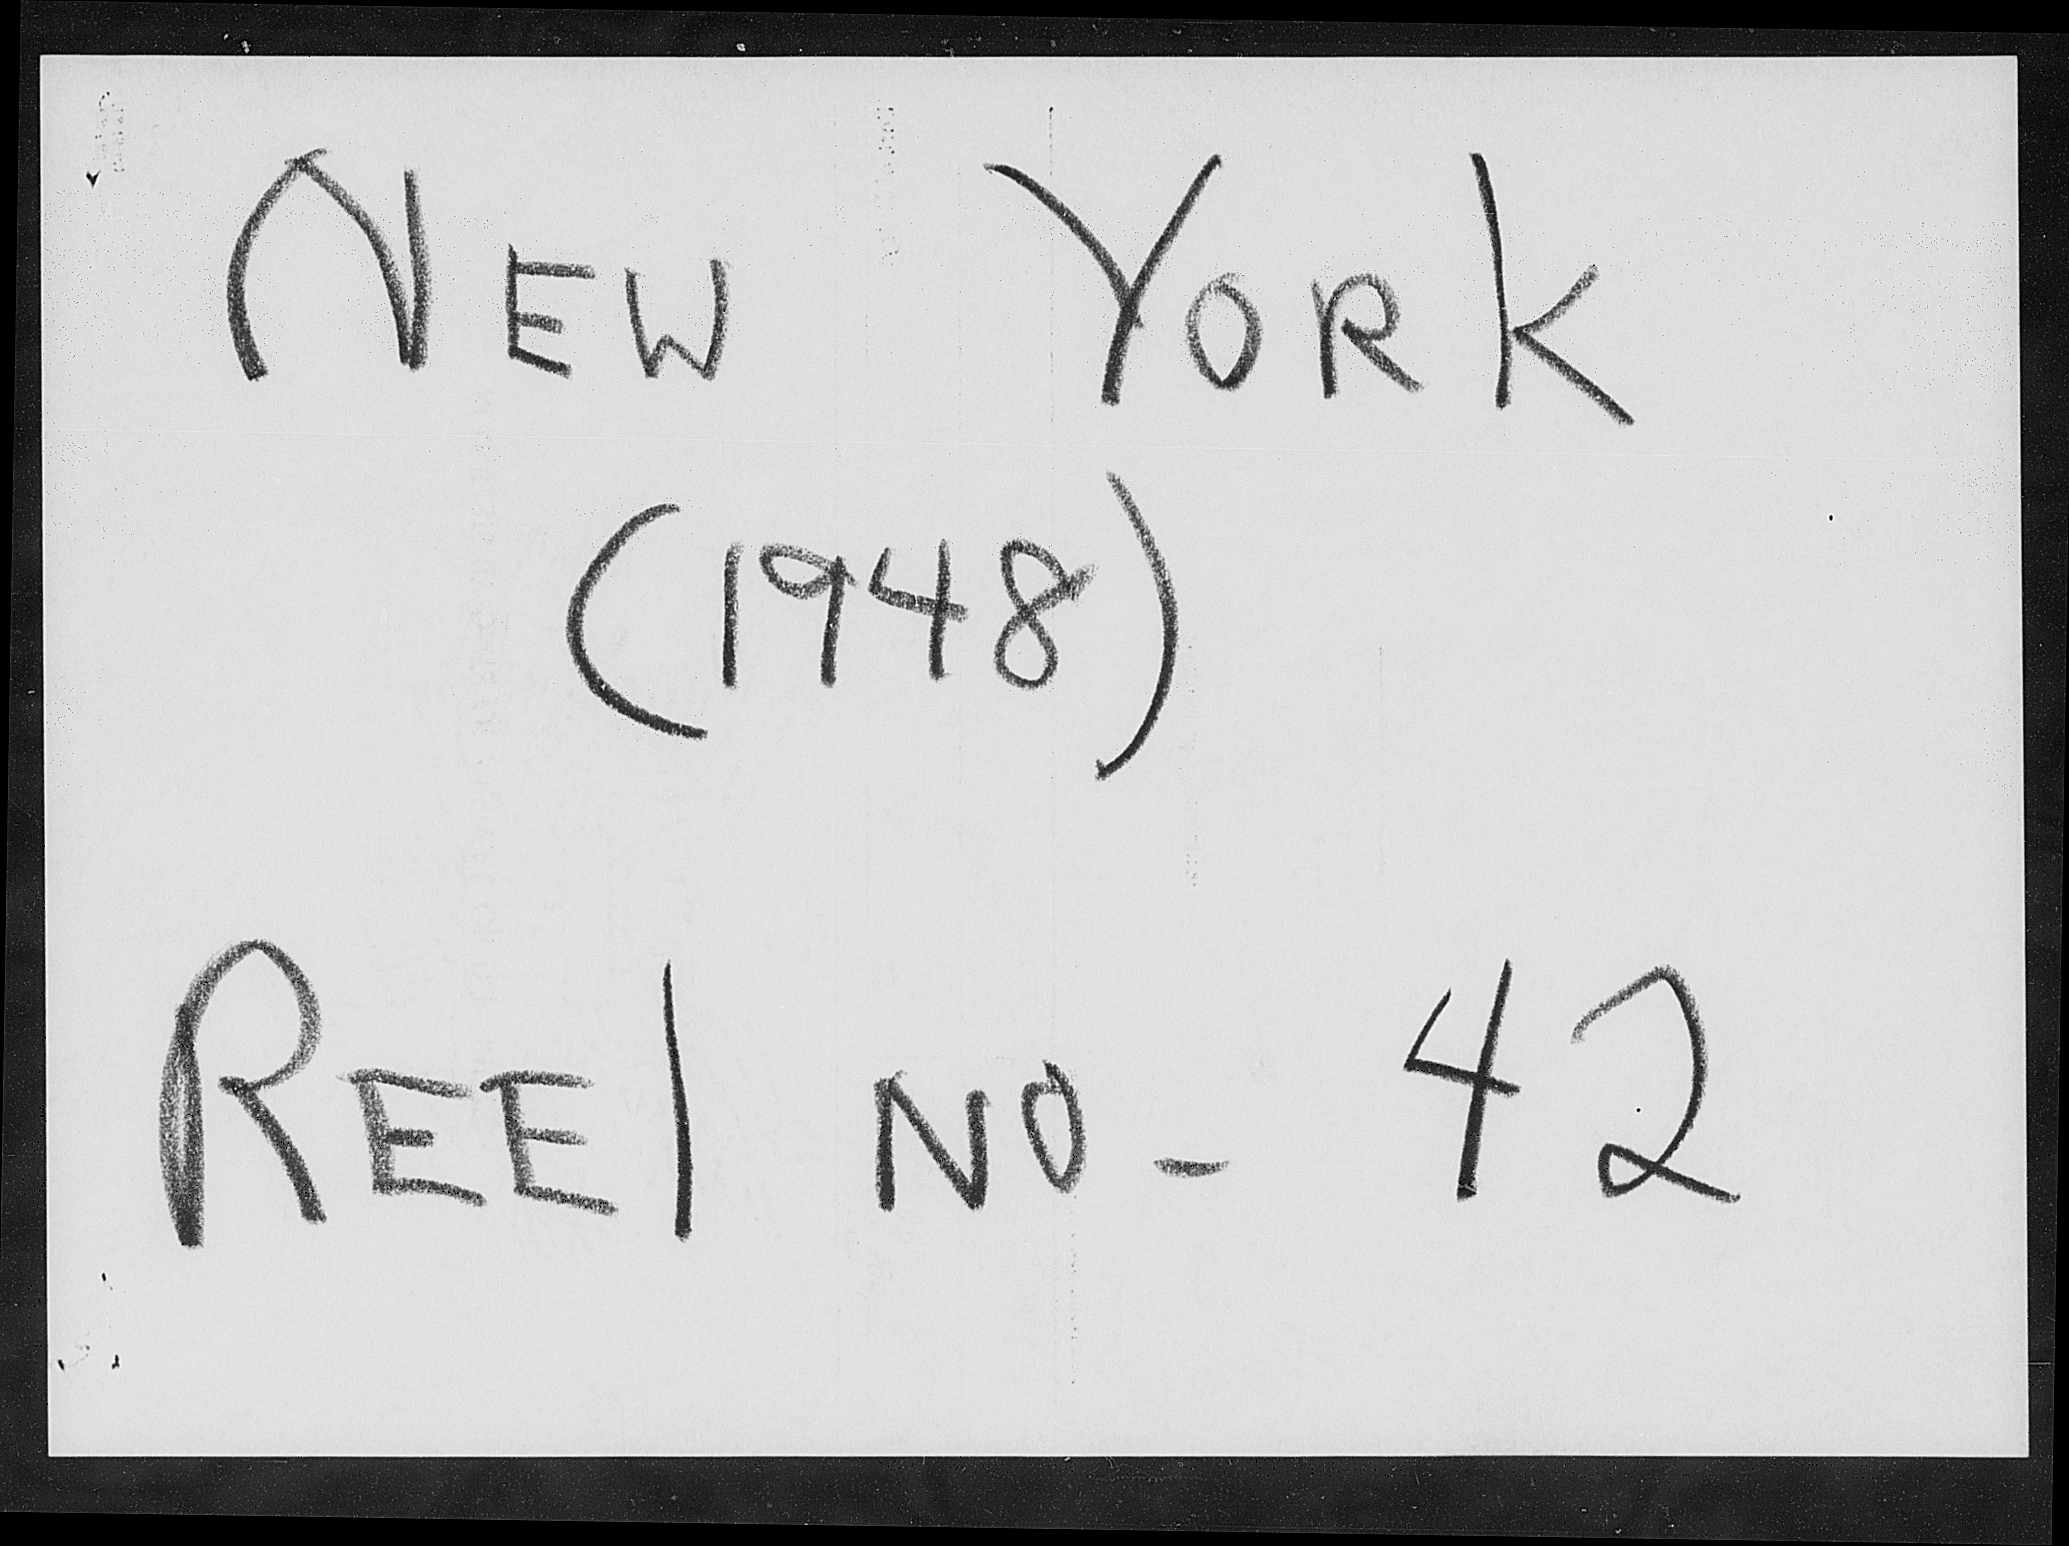 NEW YORK
(1948)
REEL NO- 42